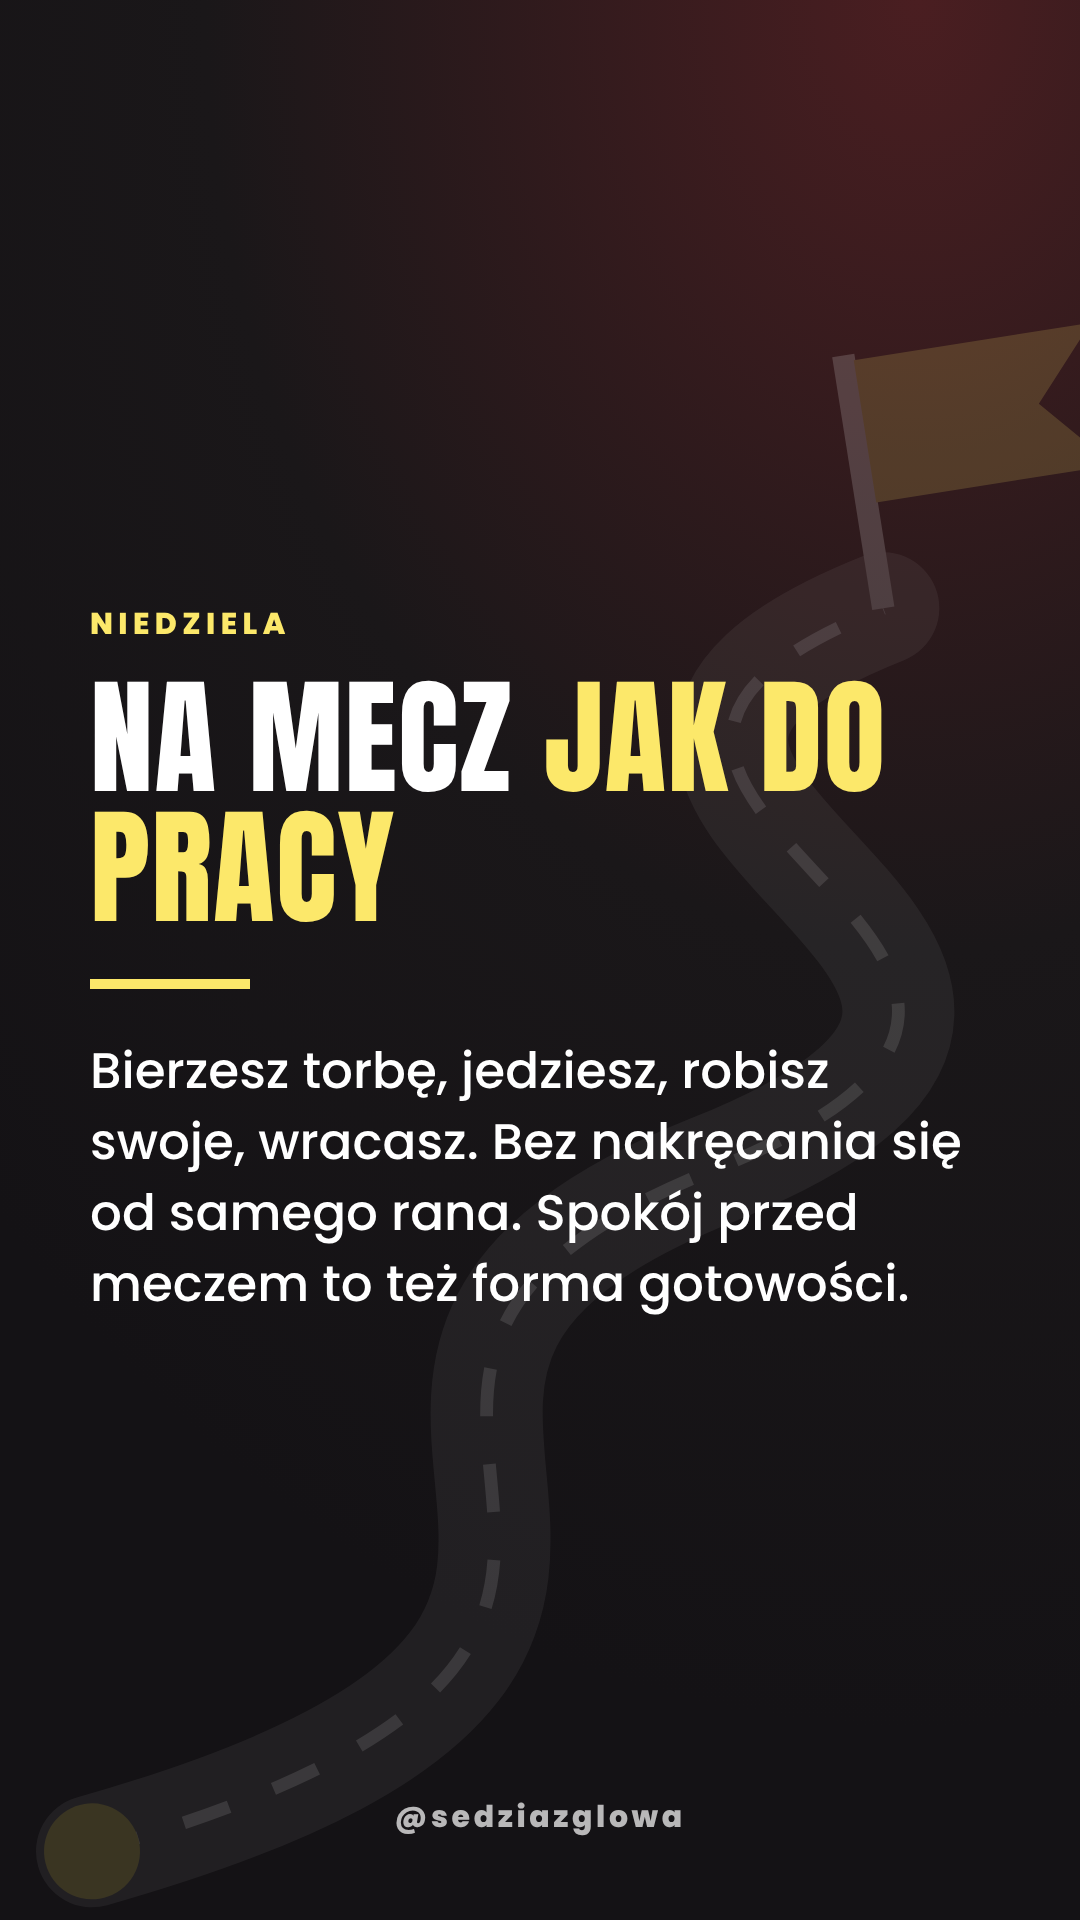 NIEDZIELA
NA MECZ JAK DO
PRACY
Bierzesz torbę, jedziesz, robisz
swoje, wracasz. Bez nakręcania się
od samego rana. Spokój przed
meczem to też forma gotowości.
@sedziazglowa